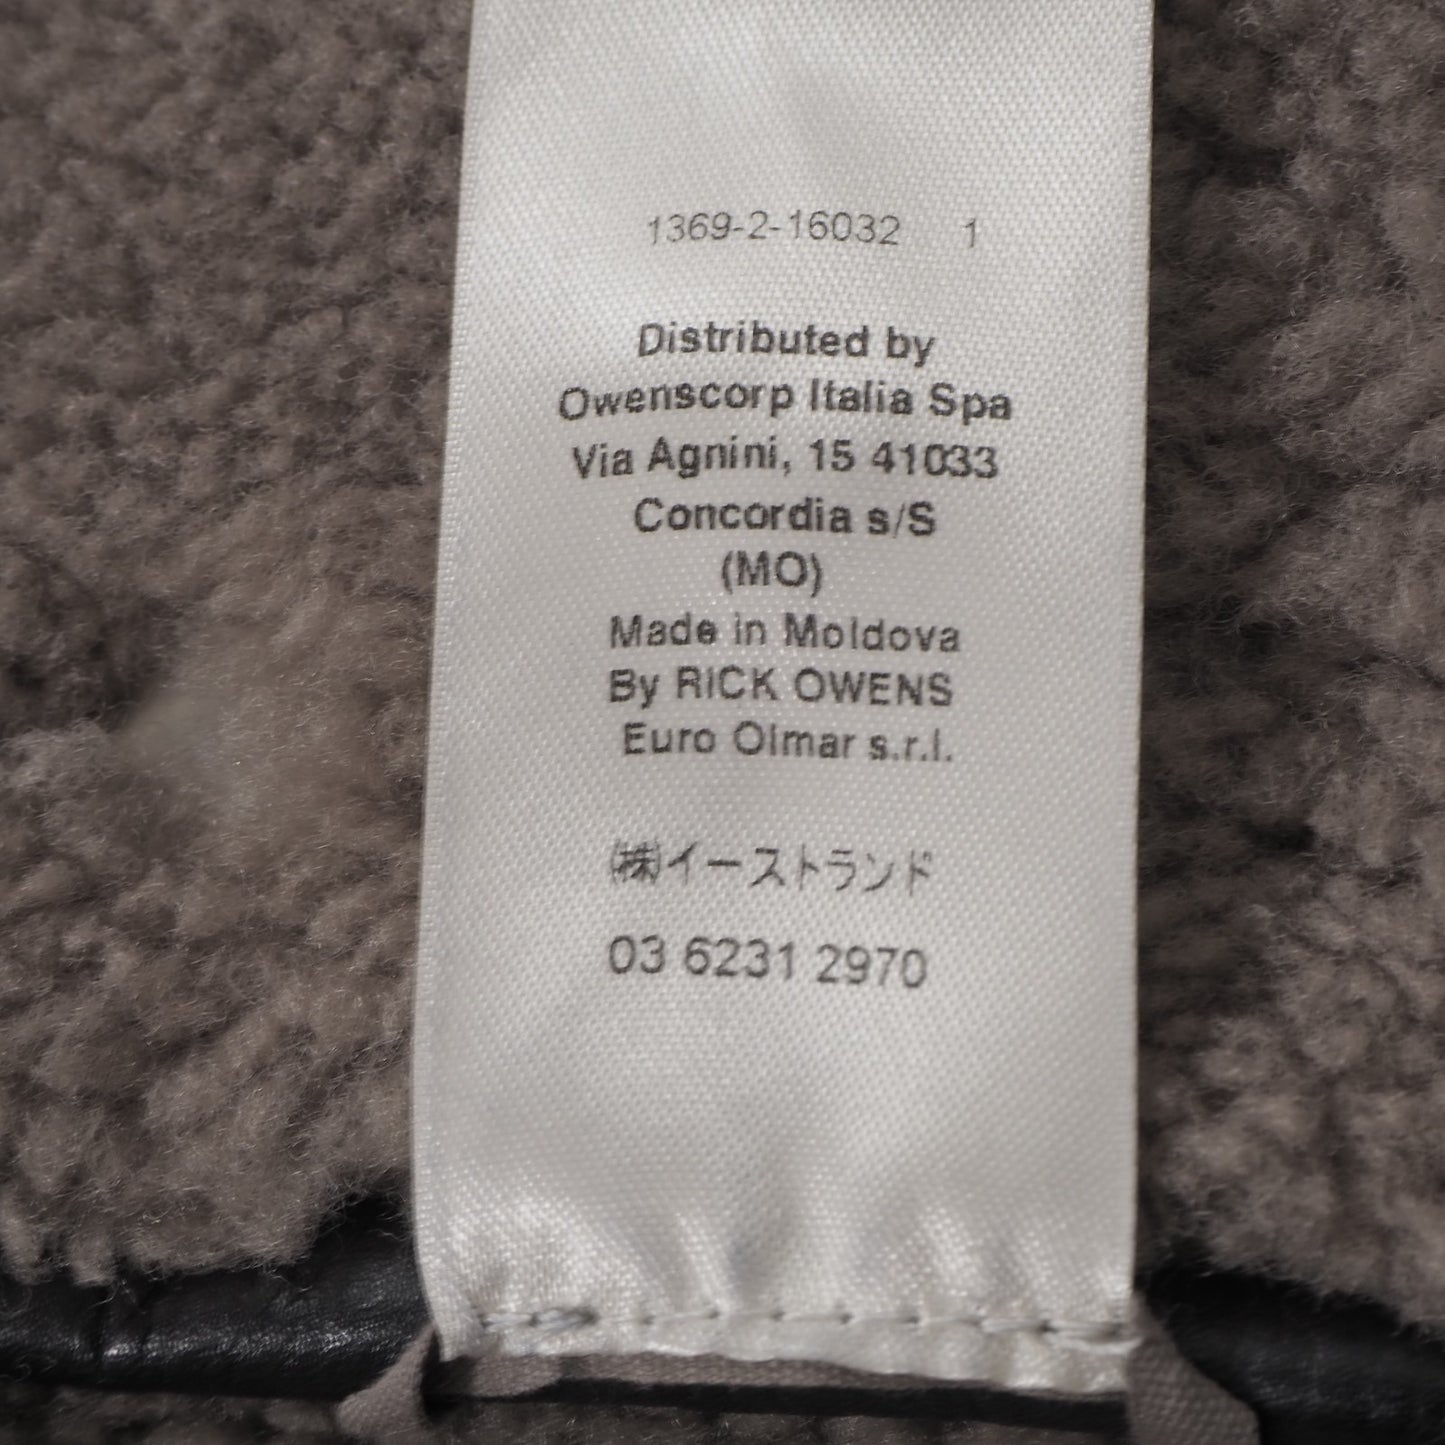 1369-2-16032 1
Distributed by
Owenscorp Italia Spa
Via Agnini, 15 41033
Concordia s/S
(MO)
Made in Moldova
By RICK OWENS
Euro Olmar s.r.l.
㈱イーストランド
03 6231 2970